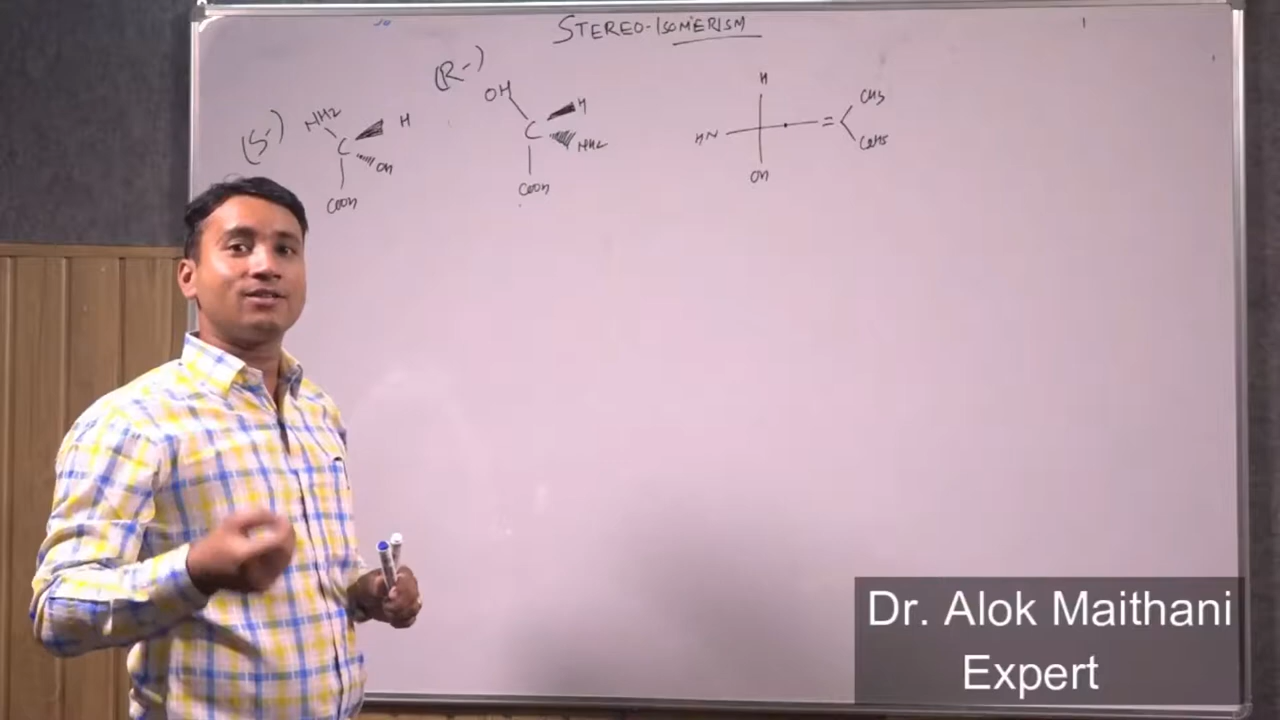 STEREO-ISOMERISM
(S-)
NH2
C
H
OH
COOH
(R-)
OH
C
H
NH2
COOH
H
HN
OH
=
CH3
C2H5
Dr. Alok Maithani
Expert